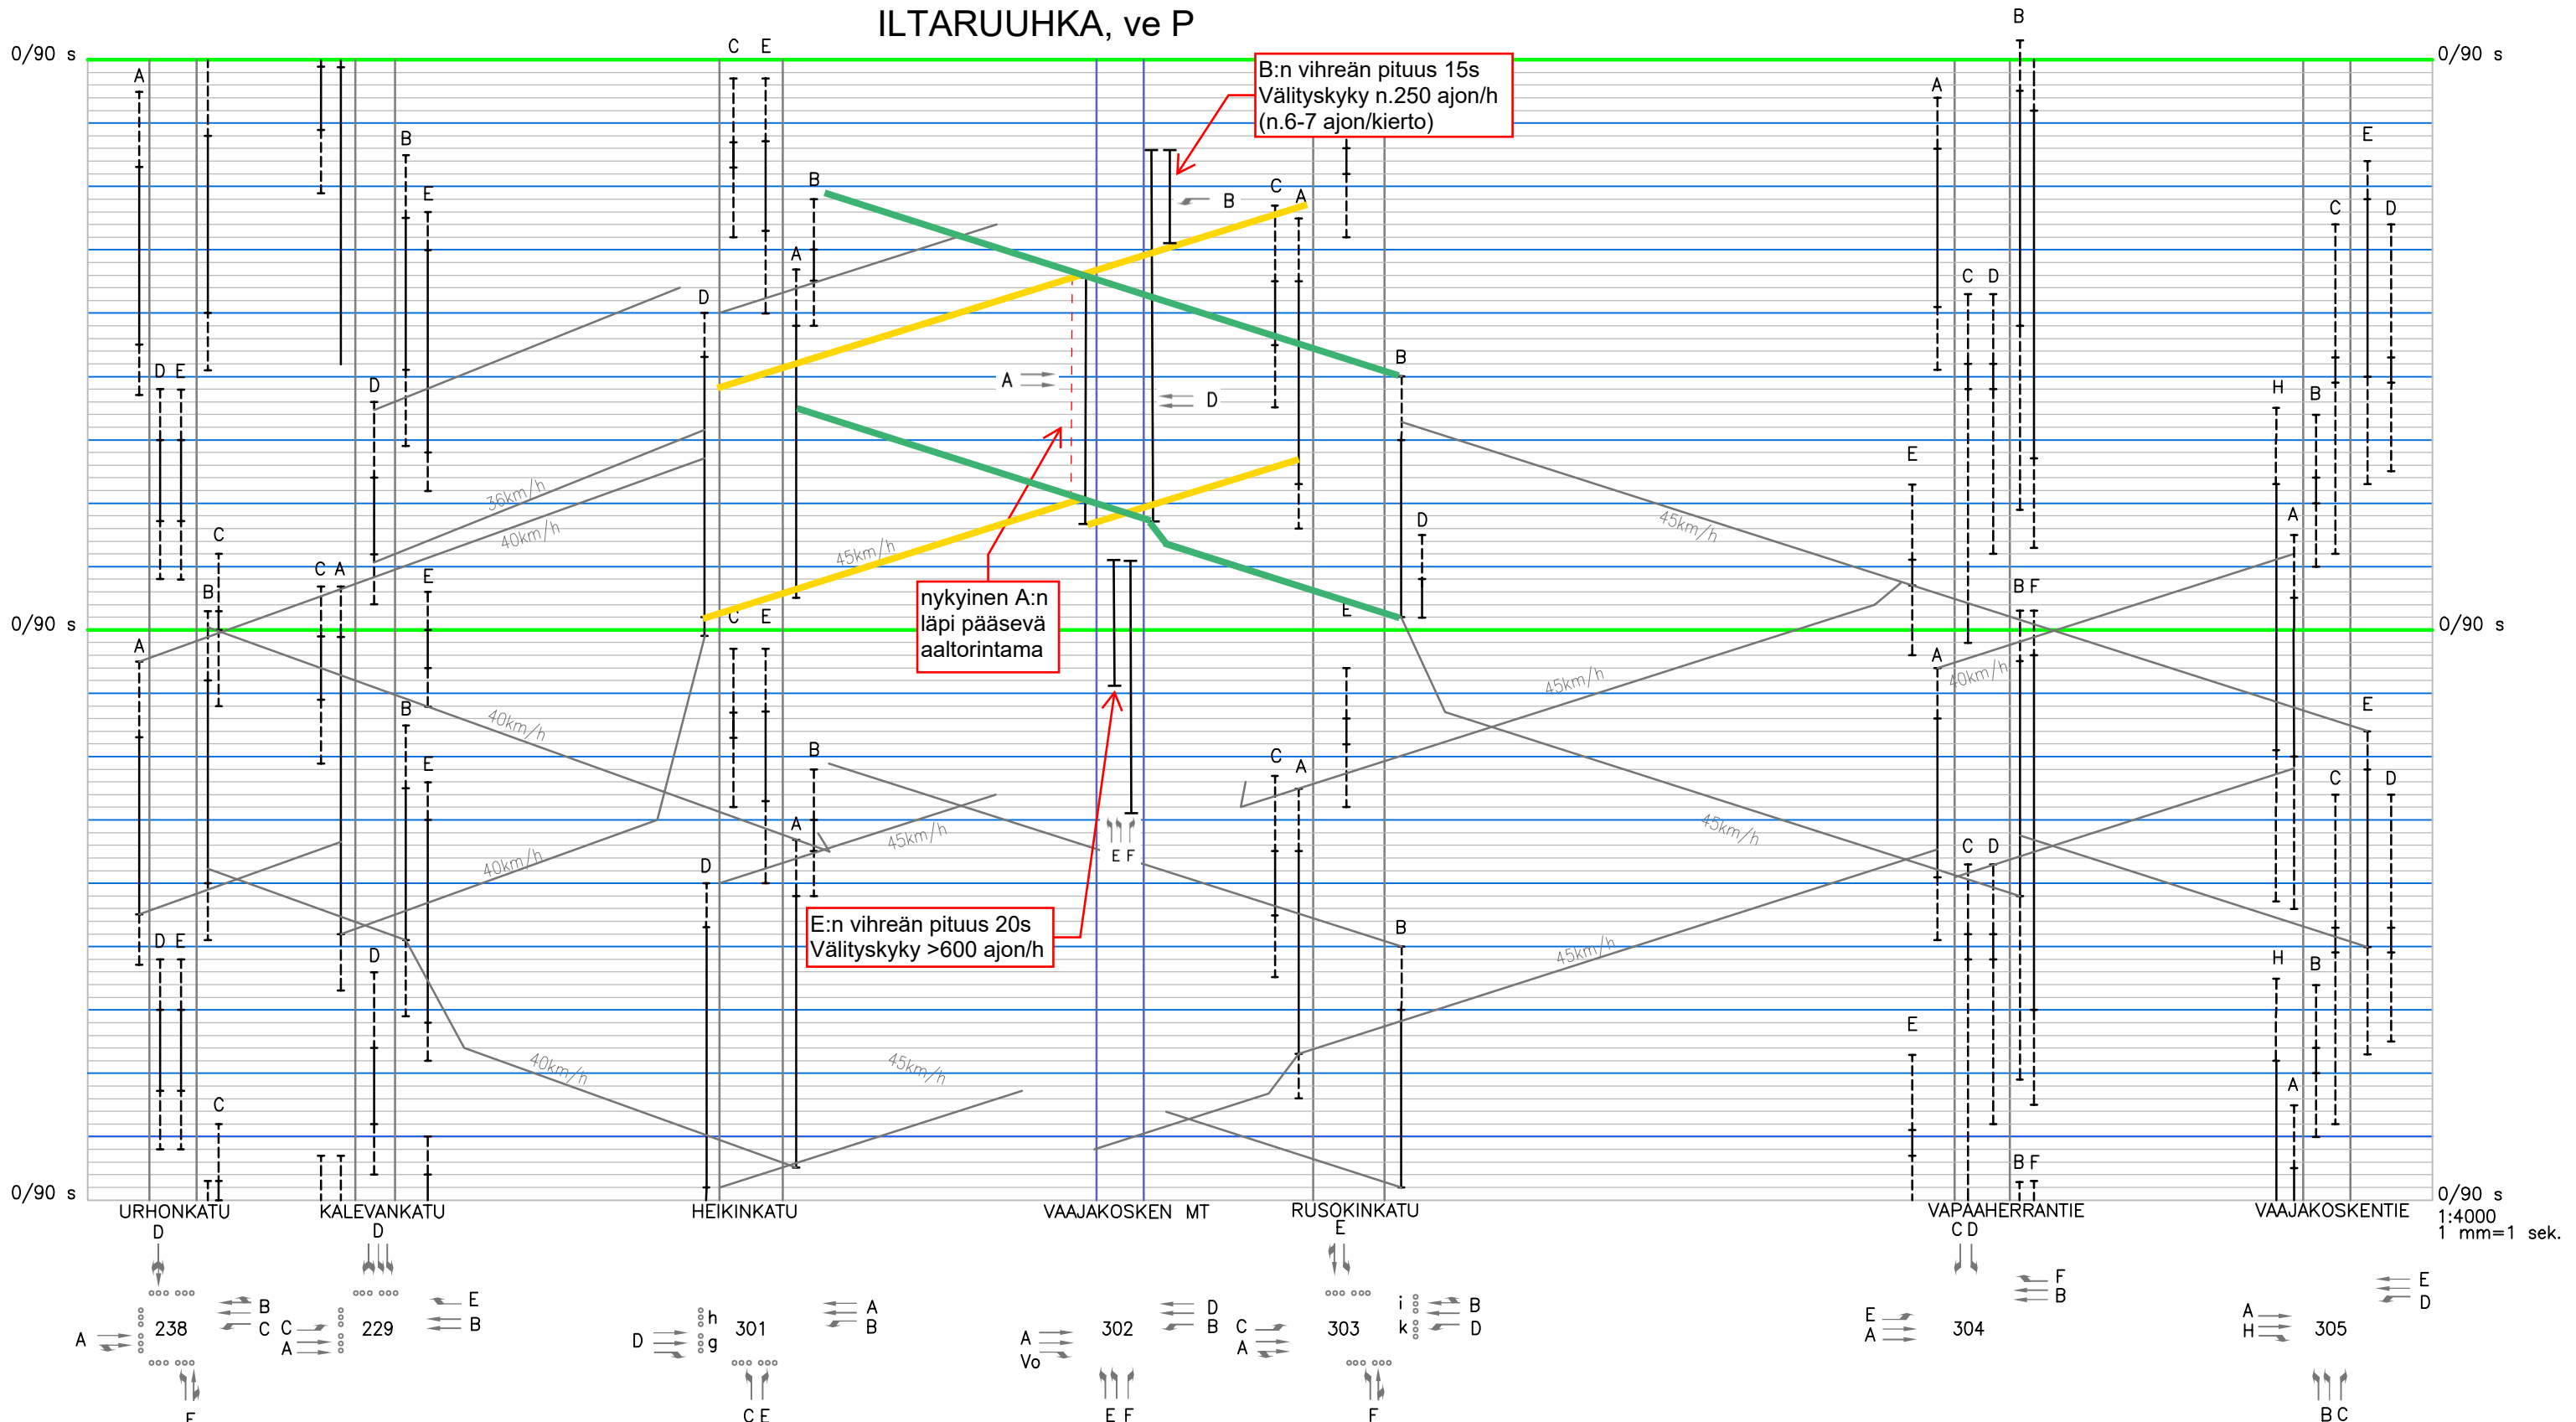 ILTARUUHKA, ve P
0/90 s
0/90 s
B:n vihreän pituus 15s
Välityskyky n.250 ajon/h
(n.6-7 ajon/kierto)
C E
B
A
A
B
E
B
E
C
A
B
B
C
D
A
D
C D
B
D E
D
A
D
H
B
E
A
36km/h
40km/h
45km/h
45km/h
D
C
C A
E
B
nykyinen A:n
läpi pääsevä
aaltorintama
E
B F
0/90 s
C E
0/90 s
A
A
40km/h
45km/h
B
40km/h
E
B
C
A
E
C
D
45km/h
45km/h
A
E F
D
C D
40km/h
E:n vihreän pituus 20s
Välityskyky >600 ajon/h
B
D E
D
45km/h
H
B
E
40km/h
45km/h
C
A
B F
0/90 s
0/90 s
URHONKATU
KALEVANKATU
HEIKINKATU
VAAJAKOSKEN MT
RUSOKINKATU
VAPAAHERRANTIE
VAAJAKOSKENTIE
1:4000
1 mm=1 sek.
D
D
E
C D
A
238
B
C
C
A
229
E
B
D
h
g
301
A
B
A
Vo
302
D
B
C
A
303
i
k
B
D
E
A
304
F
B
A
H
305
E
D
C E
E F
F
B C